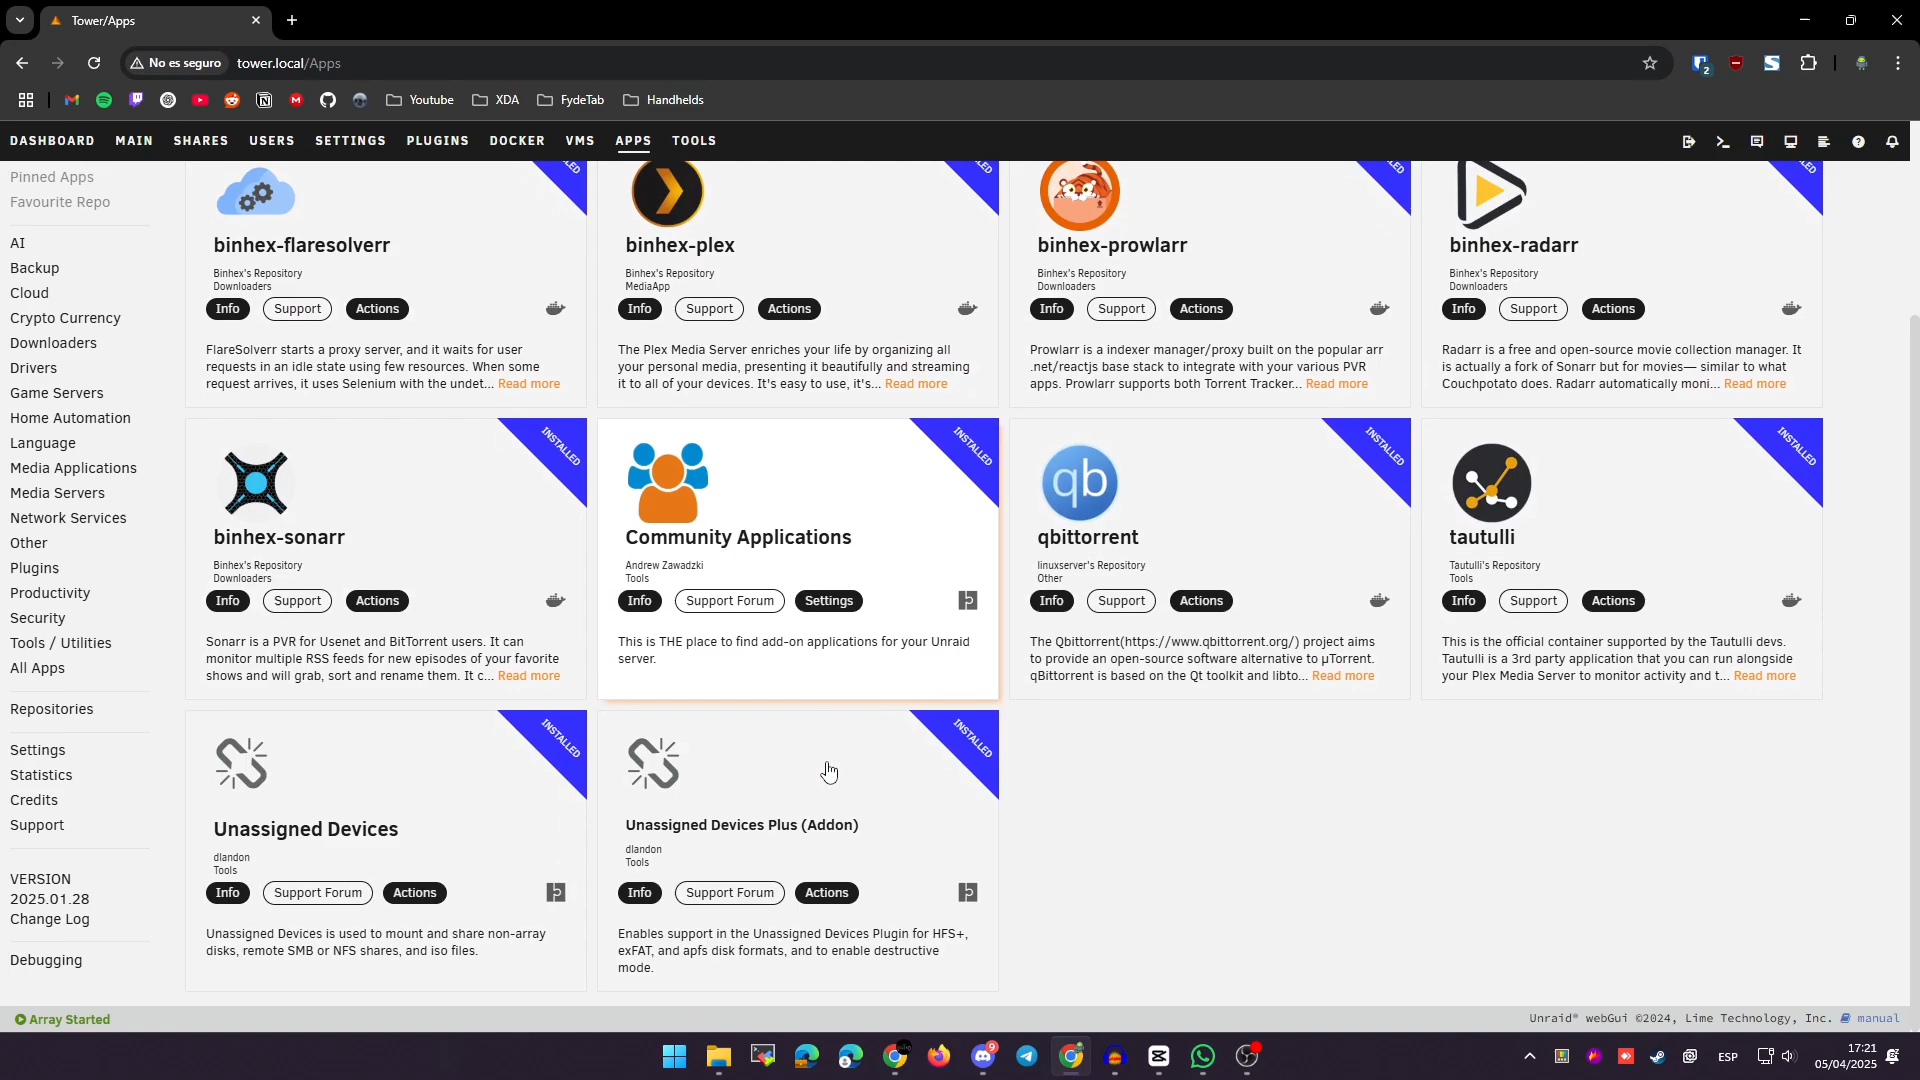 Tower/Apps
No es seguro
tower.local/Apps
2
Youtube
XDA
FydeTab
Handhelds
DASHBOARD
MAIN
SHARES
USERS
SETTINGS
PLUGINS
DOCKER
VMS
APPS
TOOLS
Pinned Apps
Favourite Repo
AI
Backup
Cloud
Crypto Currency
Downloaders
Drivers
Game Servers
Home Automation
Language
Media Applications
Media Servers
Network Services
Other
Plugins
Productivity
Security
Tools / Utilities
All Apps
Repositories
Settings
Statistics
Credits
Support
VERSION
2025.01.28
Change Log
Debugging
binhex-flaresolverr
Binhex's Repository
Downloaders
Info
Support
Actions
FlareSolverr starts a proxy server, and it waits for user
requests in an idle state using few resources. When some
request arrives, it uses Selenium with the undet... Read more
binhex-plex
Binhex's Repository
MediaApp
Info
Support
Actions
The Plex Media Server enriches your life by organizing all
your personal media, presenting it beautifully and streaming
it to all of your devices. It's easy to use, it's... Read more
binhex-prowlarr
Binhex's Repository
Downloaders
Info
Support
Actions
Prowlarr is a indexer manager/proxy built on the popular arr
.net/reactjs base stack to integrate with your various PVR
apps. Prowlarr supports both Torrent Tracker... Read more
binhex-radarr
Binhex's Repository
Downloaders
Info
Support
Actions
Radarr is a free and open-source movie collection manager. It
is actually a fork of Sonarr but for movies— similar to what
Couchpotato does. Radarr automatically moni... Read more
INSTALLED
binhex-sonarr
Binhex's Repository
Downloaders
Info
Support
Actions
Sonarr is a PVR for Usenet and BitTorrent users. It can
monitor multiple RSS feeds for new episodes of your favorite
shows and will grab, sort and rename them. It c... Read more
INSTALLED
Community Applications
Andrew Zawadzki
Tools
Info
Support Forum
Settings
This is THE place to find add-on applications for your Unraid
server.
INSTALLED
qb
qbittorrent
linuxserver's Repository
Other
Info
Support
Actions
The Qbittorrent(https://www.qbittorrent.org/) project aims
to provide an open-source software alternative to µTorrent.
qBittorrent is based on the Qt toolkit and libto... Read more
INSTALLED
tautulli
Tautulli's Repository
Tools
Info
Support
Actions
This is the official container supported by the Tautulli devs.
Tautulli is a 3rd party application that you can run alongside
your Plex Media Server to monitor activity and t... Read more
INSTALLED
Unassigned Devices
dlandon
Tools
Info
Support Forum
Actions
Unassigned Devices is used to mount and share non-array
disks, remote SMB or NFS shares, and iso files.
INSTALLED
Unassigned Devices Plus (Addon)
dlandon
Tools
Info
Support Forum
Actions
Enables support in the Unassigned Devices Plugin for HFS+,
exFAT, and apfs disk formats, and to enable destructive
mode.
Array Started
Unraid® webGui ©2024, Lime Technology, Inc.
manual
9
ESP
17:21
05/04/2025